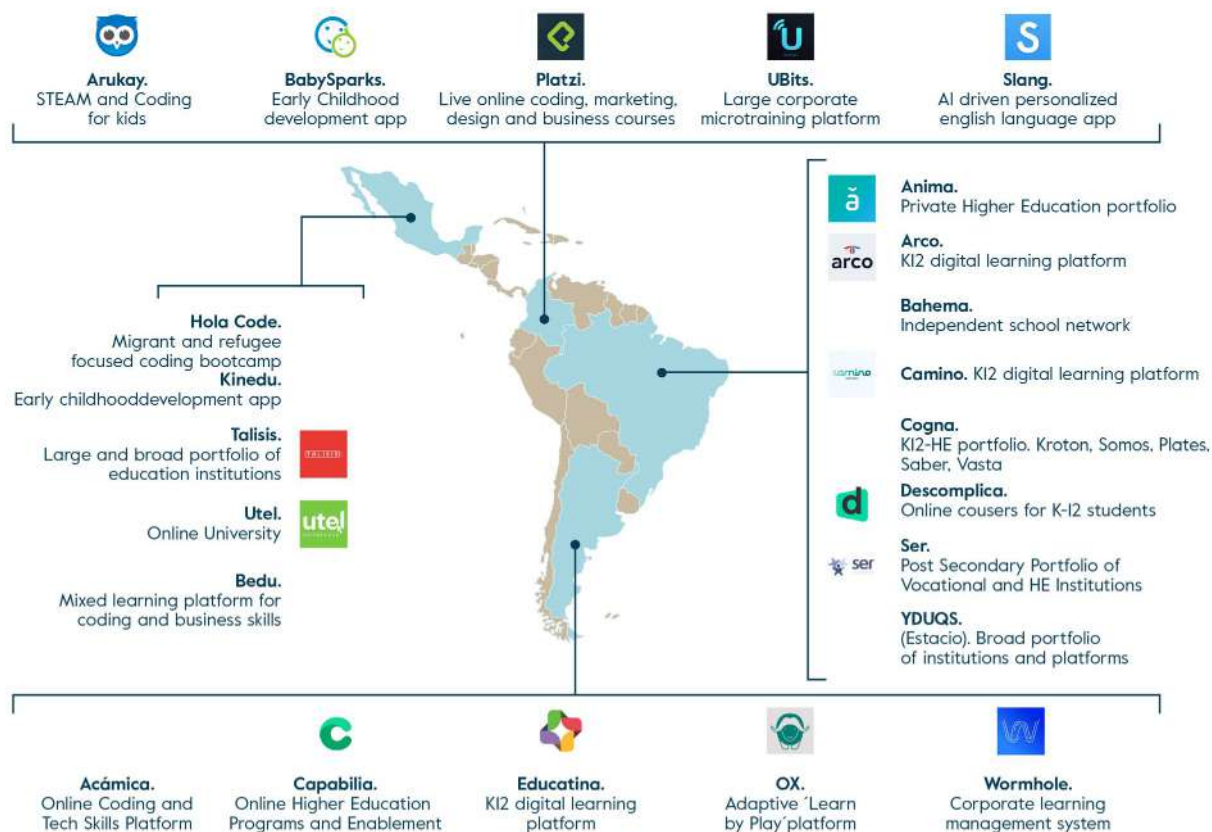 Arukay.
STEAM and Coding
for kids
BabySparks.
Early Childhood
development app
Platzi.
Live online coding, marketing,
design and business courses
U
UBits.
Large corporate
microtraining platform
S
Slang.
AI driven personalized
english language app
Hola Code.
Migrant and refugee
focused coding bootcamp
Kinedu.
Early childhooddevelopment app
Talisis.
Large and broad portfolio of
education institutions
TALISIS
Utel.
Online University
utel
Bedu.
Mixed learning platform for
coding and business skills
ă
Anima.
Private Higher Education portfolio
arco
Arco.
K12 digital learning platform
Bahema.
Independent school network
camino
Camino. K12 digital learning platform
Cogna.
K12-HE portfolio. Kroton, Somos, Plates,
Saber, Vasta
d
Descomplica.
Online cousers for K-12 students
ser
Ser.
Post Secondary Portfolio of
Vocational and HE Institutions
YDUQS.
(Estacio). Broad portfolio
of institutions and platforms
Acámica.
Online Coding and
Tech Skills Platform
Capabilia.
Online Higher Education
Programs and Enablement
Educatina.
K12 digital learning
platform
OX.
Adaptive ´Learn
by Play´platform
W
Wormhole.
Corporate learning
management system